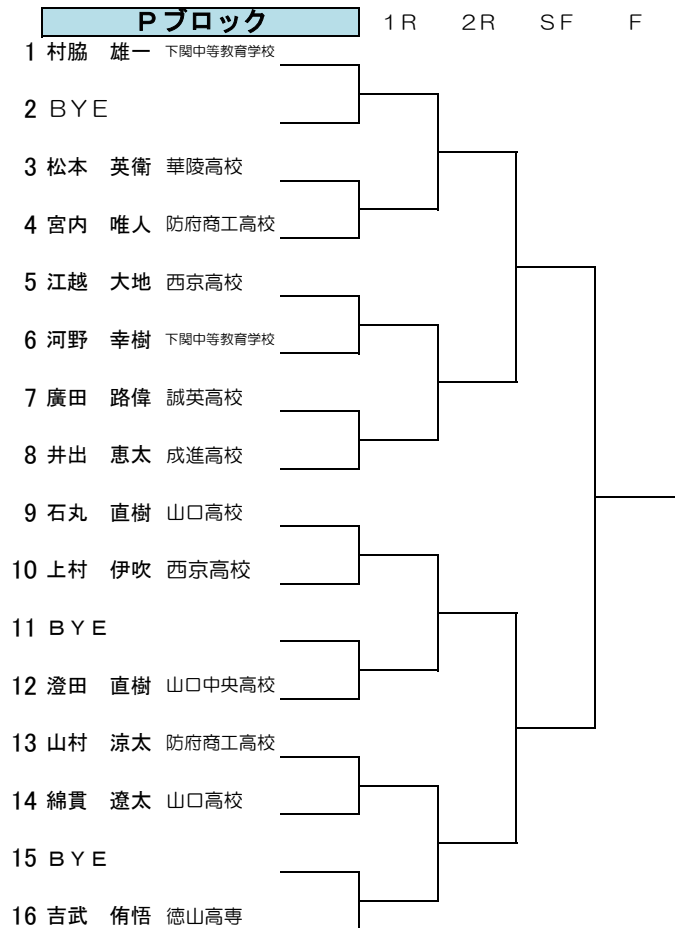 Pブロック 1R 2R SF F
1 村脇 雄一 下関中等教育学校
2 BYE
3 松本 英衛 華陵高校
4 宮内 唯人 防府商工高校
5 江越 大地 西京高校
6 河野 幸樹 下関中等教育学校
7 廣田 路偉 誠英高校
8 井出 恵太 成進高校
9 石丸 直樹 山口高校
10 上村 伊吹 西京高校
11 BYE
12 澄田 直樹 山口中央高校
13 山村 涼太 防府商工高校
14 綿貫 遼太 山口高校
15 BYE
16 吉武 侑悟 徳山高専